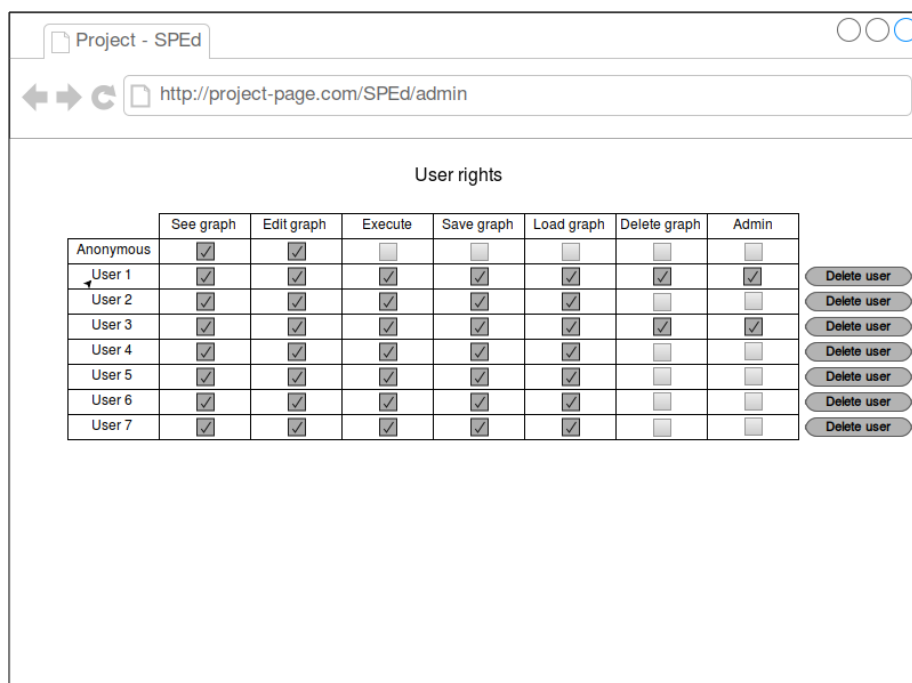 Project - SPEd
http://project-page.com/SPEd/admin
User rights
See graph Edit graph Execute Save graph Load graph Delete graph Admin
Anonymous
User 1 Delete user
User 2 Delete user
User 3 Delete user
User 4 Delete user
User 5 Delete user
User 6 Delete user
User 7 Delete user